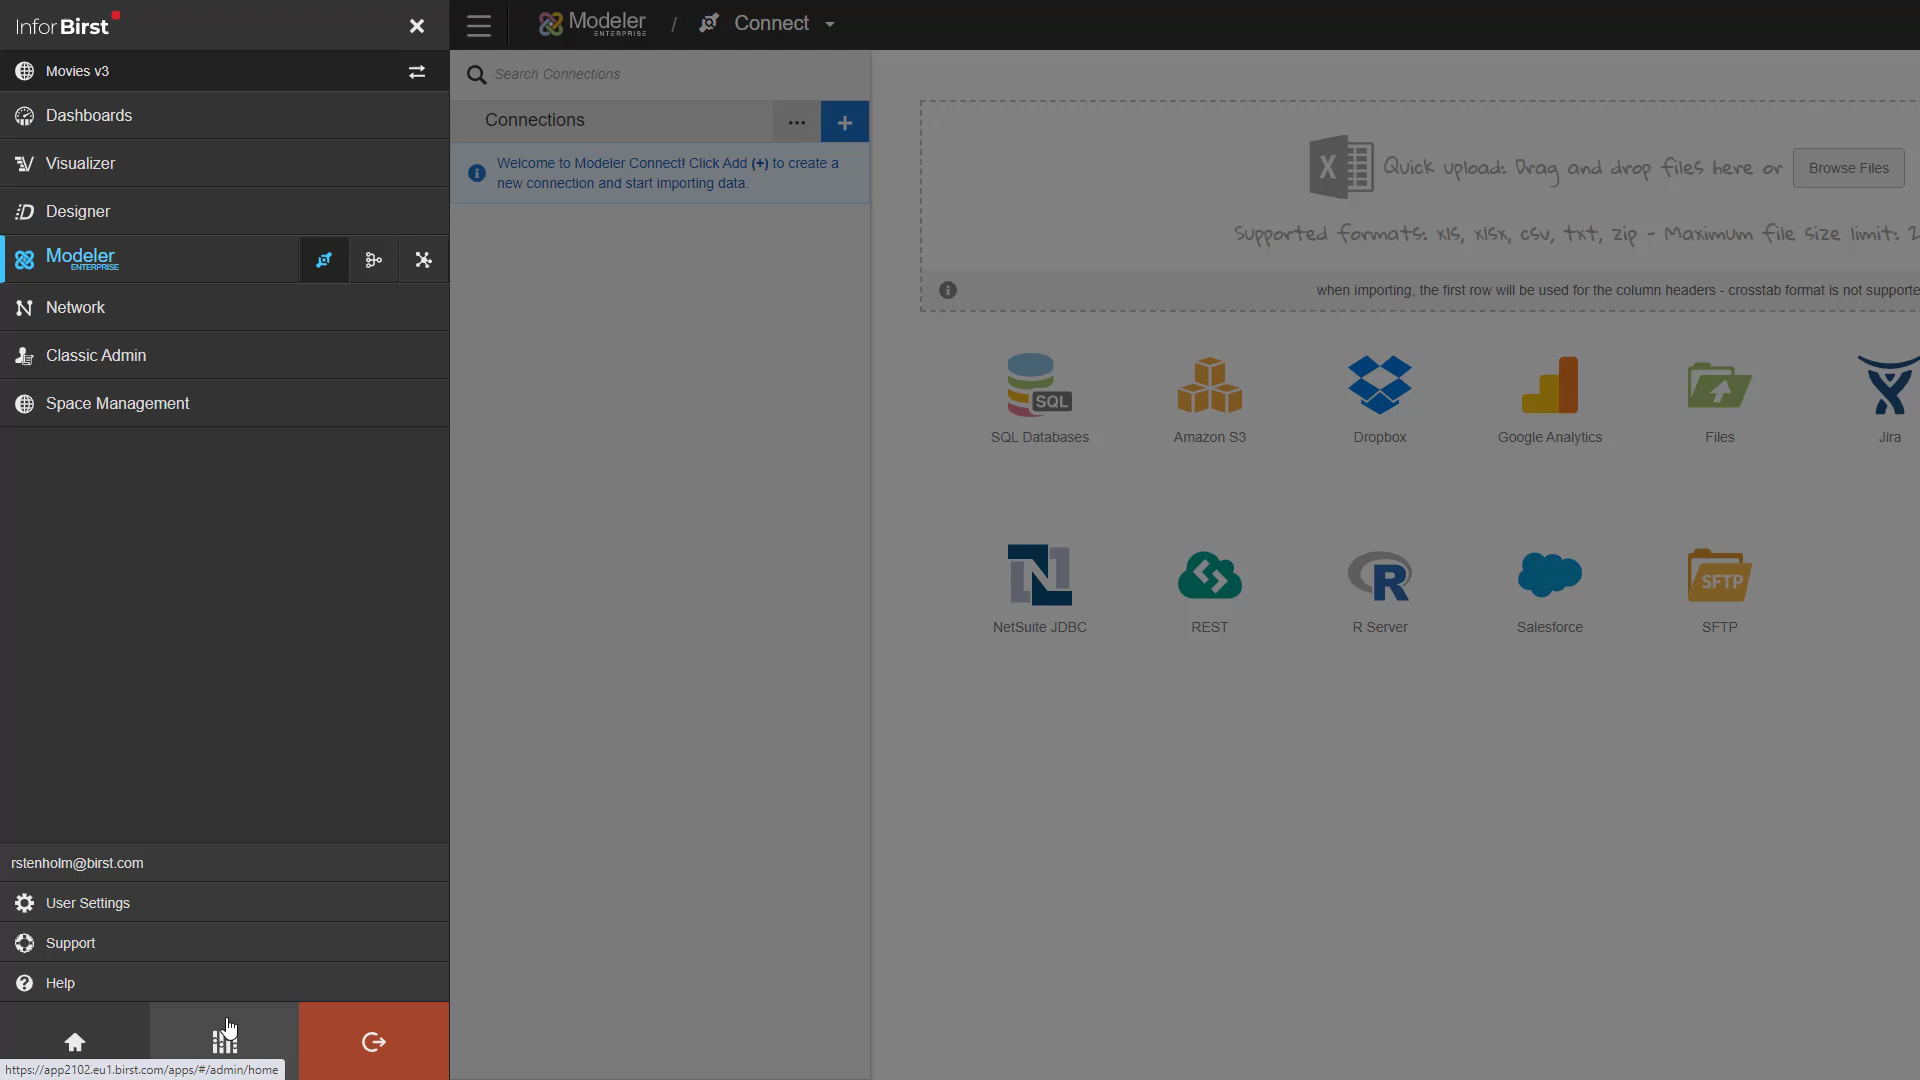 Infor Birst
Movies v3
Dashboards
Visualizer
Designer
Modeler
ENTERPRISE
Network
Classic Admin
Space Management
rstenholm@birst.com
User Settings
Support
Help
https://app2102.eu1.birst.com/apps/#/admin/home
Modeler
ENTERPRISE
/
Connect
Search Connections
Connections
Welcome to Modeler Connect! Click Add (+) to create a
new connection and start importing data.
Quick upload: Drag and drop files here or
Browse Files
Supported formats: xls, xlsx, csv, txt, zip - Maximum file size limit: 2
when importing, the first row will be used for the column headers - crosstab format is not supporte
SQL
SQL Databases
Amazon S3
Dropbox
Google Analytics
Files
Jira
N
NetSuite JDBC
REST
R
R Server
Salesforce
SFTP
SFTP